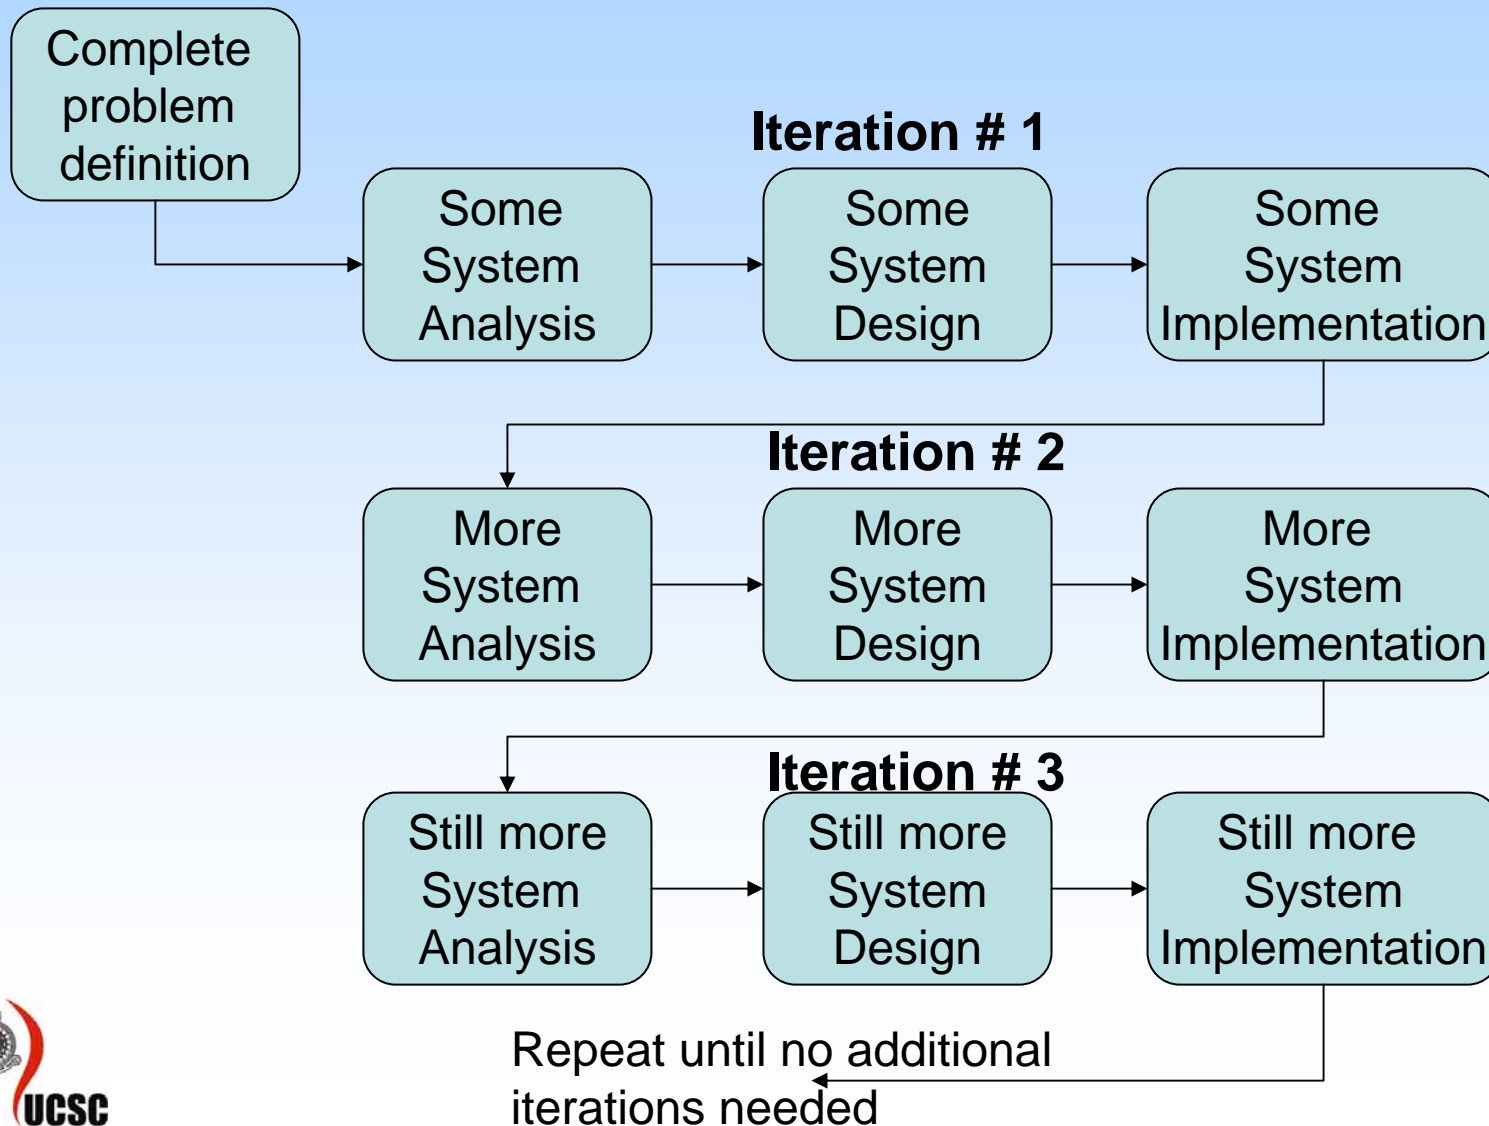 Complete
problem
definition
Iteration # 1
Some
System
Analysis
Some
System
Design
Some
System
Implementation
Iteration # 2
More
System
Analysis
More
System
Design
More
System
Implementation
Iteration # 3
Still more
System
Analysis
Still more
System
Design
Still more
System
Implementation
Repeat until no additional
iterations needed
UCSC